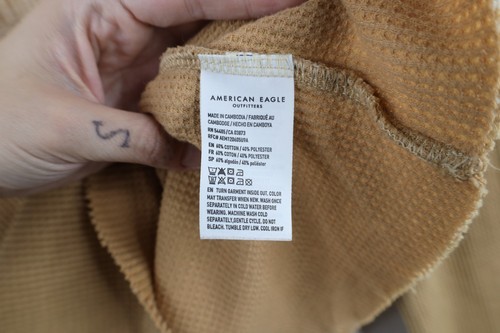 AMERICAN EAGLE
OUTFITTERS
MADE IN CAMBODIA / FABRIQUÉ AU
CAMBODGE / HECHO EN CAMBOYA
EN 60% COTTON / 40% POLYESTER
FR 60% COTON / 40% POLYESTER
SP 60% algodón / 40% poliéster
EN TURN GARMENT INSIDE OUT, COLOR
MAY TRANSFER WHEN NEW. WASH ONCE
SEPARATELY IN COLD WATER BEFORE
WEARING. MACHINE WASH COLD
SEPARATELY, GENTLE CYCLE. DO NOT
BLEACH. TUMBLE DRY LOW. COOL IRON IF